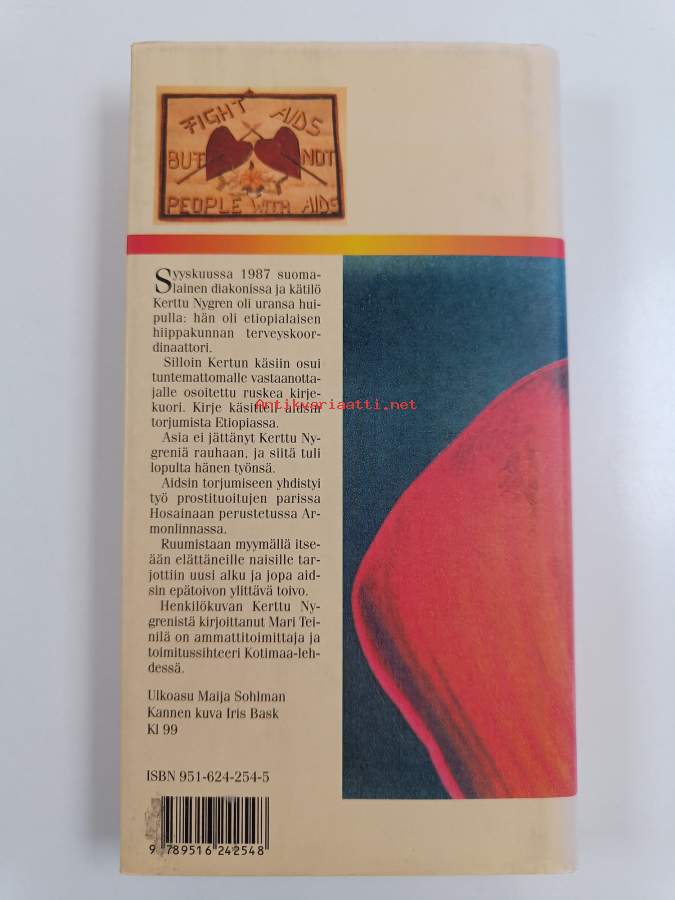 FIGHT AIDS
BUT NOT
PEOPLE WITH AIDS
Syyskuussa 1987 suoma-
lainen diakonissa ja kätilö
Kerttu Nygren oli uransa hui-
pulla: hän oli etiopialaisen
hiippakunnan terveyskoor-
dinaattori.
Silloin Kertun käsiin osui
tuntemattomalle vastaanotta-
jalle osoitettu ruskea kirje-
kuori. Kirje käsitteli aidsin
torjumista Etiopiassa.
Antikvariaatti.net
Asia ei jättänyt Kerttu Ny-
greniä rauhaan, ja siitä tuli
lopulta hänen työnsä.
Aidsin torjumiseen yhdistyi
työ prostituoitujen parissa
Hosainaan perustetussa Ar-
monlinnassa.
Ruumistaan myymällä itse-
ään elättäneille naisille tar-
jottiin uusi alku ja jopa aid-
sin epätoivon ylittävä toivo.
Henkilökuvan Kerttu Ny-
grenistä kirjoittanut Mari Tei-
nilä on ammattitoimittaja ja
toimitussihteeri Kotimaa-leh-
dessä.
Ulkoasu Maija Sohlman
Kannen kuva Iris Bask
Kl 99
ISBN 951-624-254-5
9 789516 242548